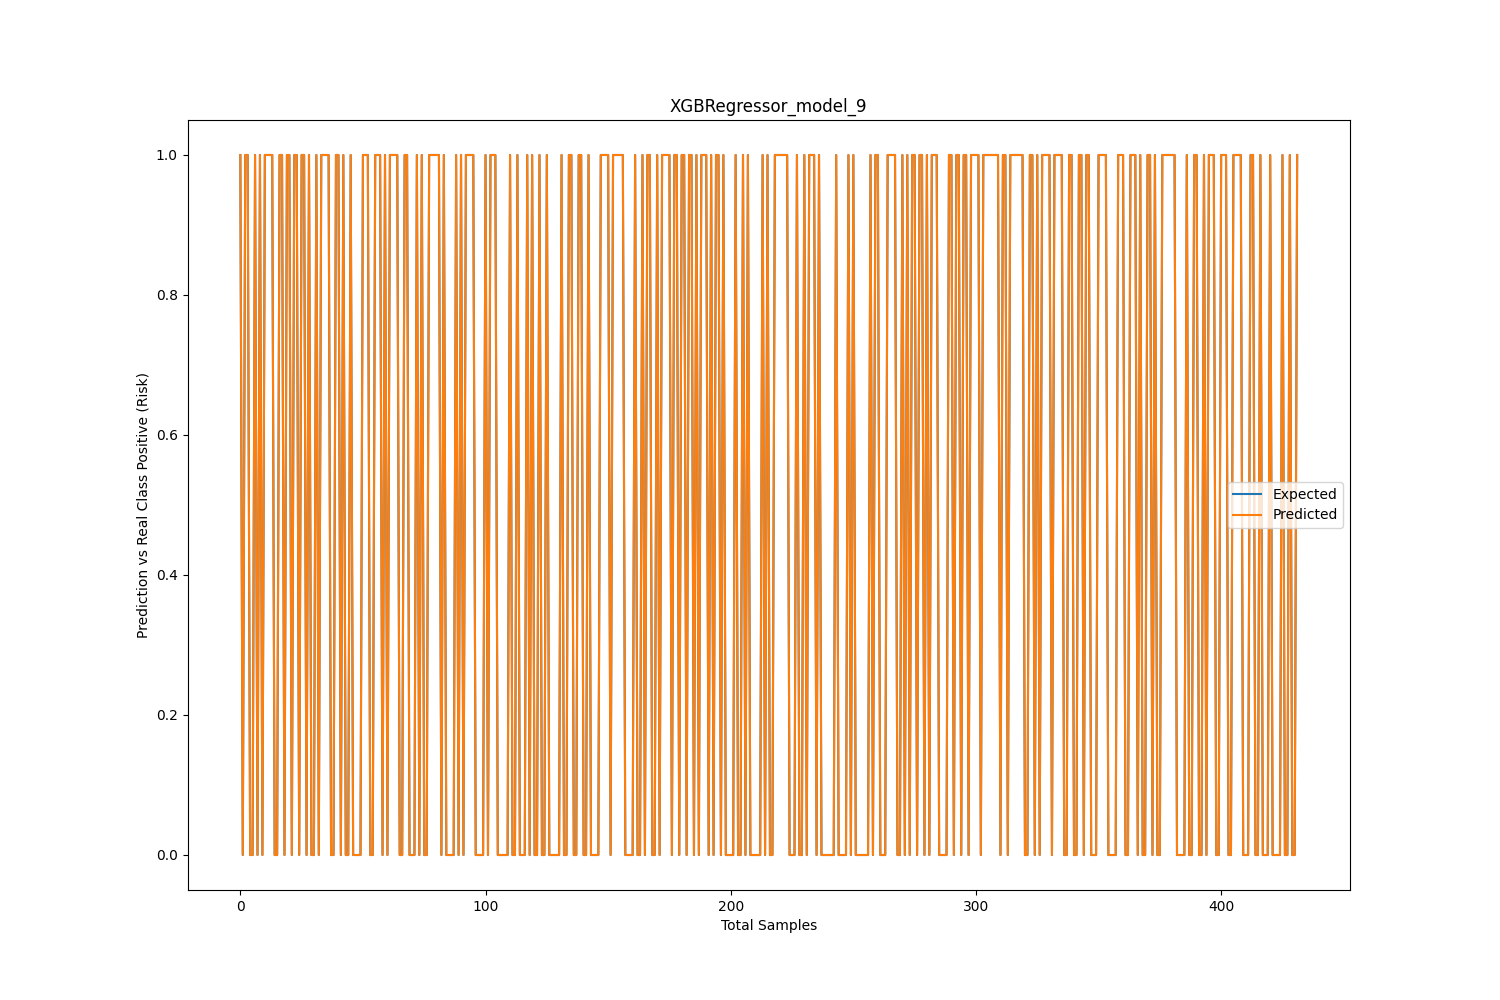 XGBRegressor_model_9
1.0
0.8
0.6
0.4
0.2
0.0
Prediction vs Real Class Positive (Risk)
Expected
Predicted
0 100 200 300 400
Total Samples